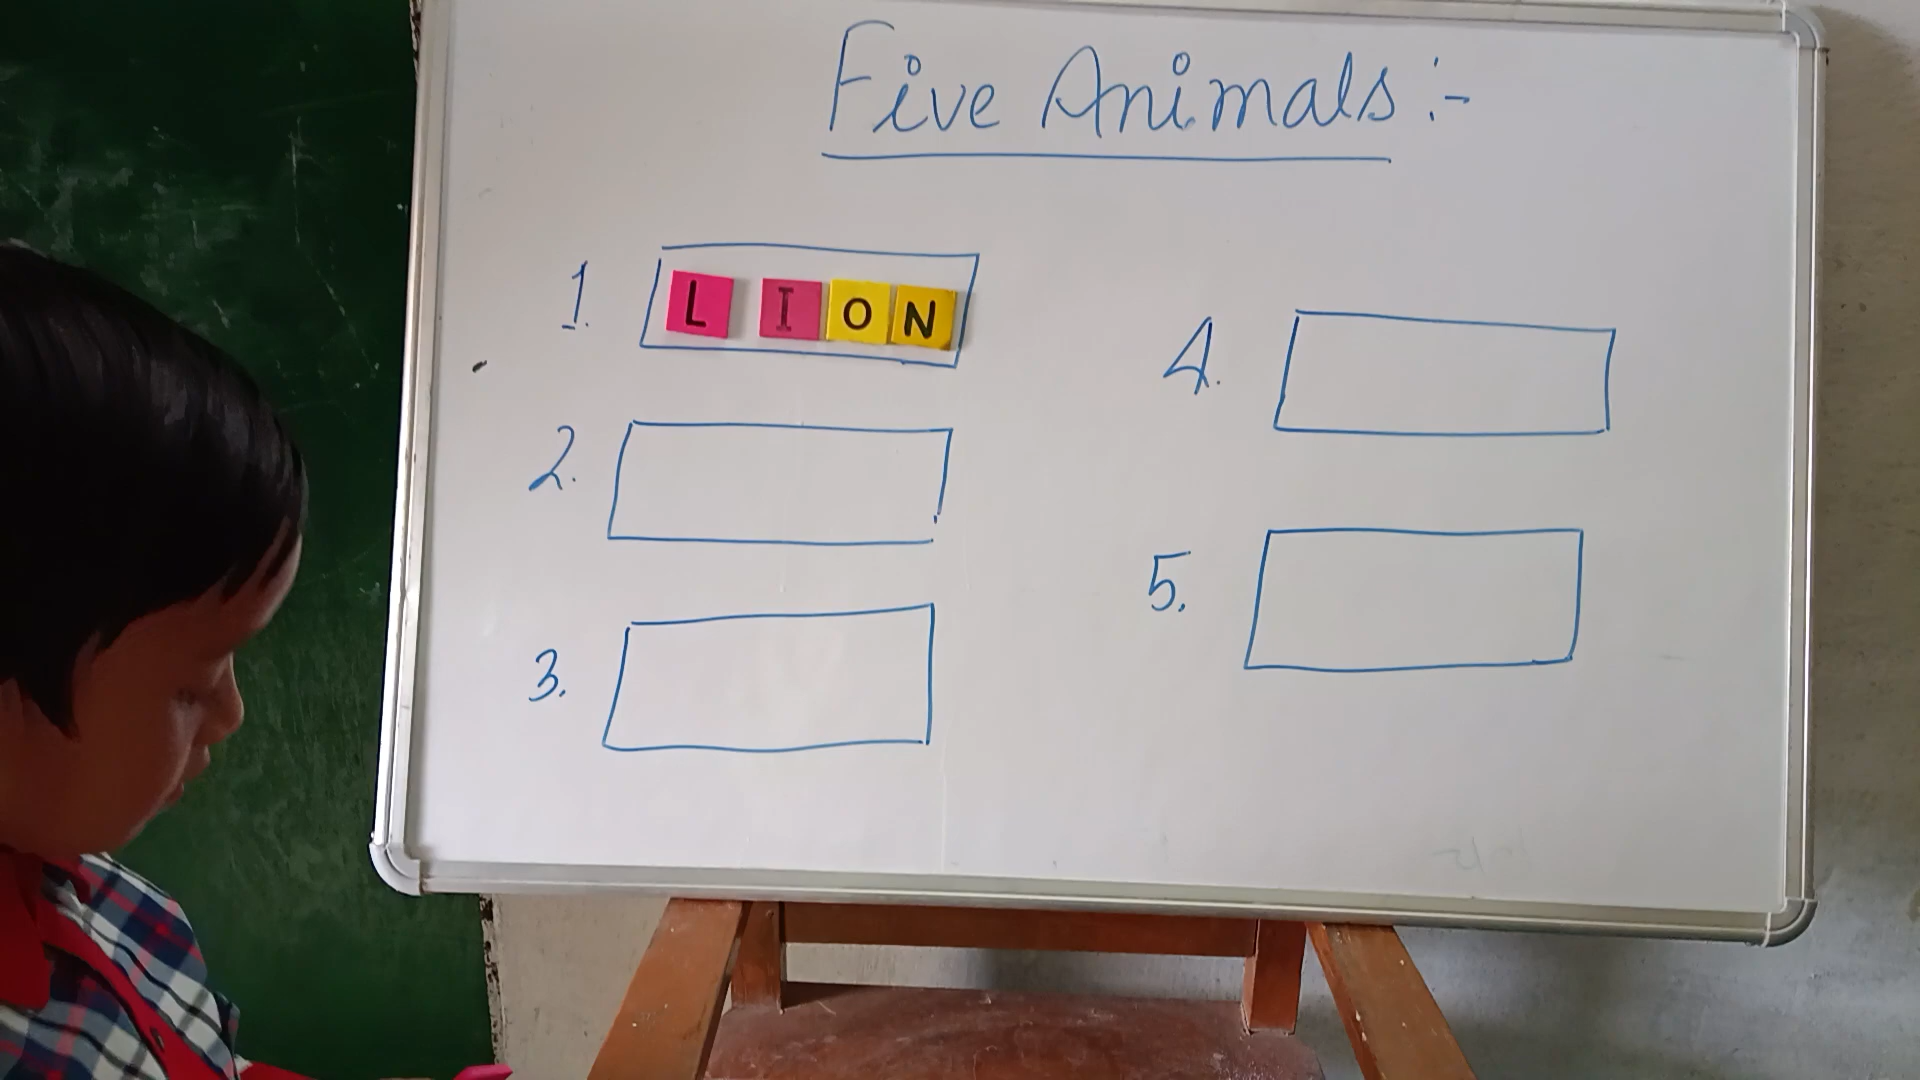 Five Animals :-
1. LION
2.
3.
4.
5.